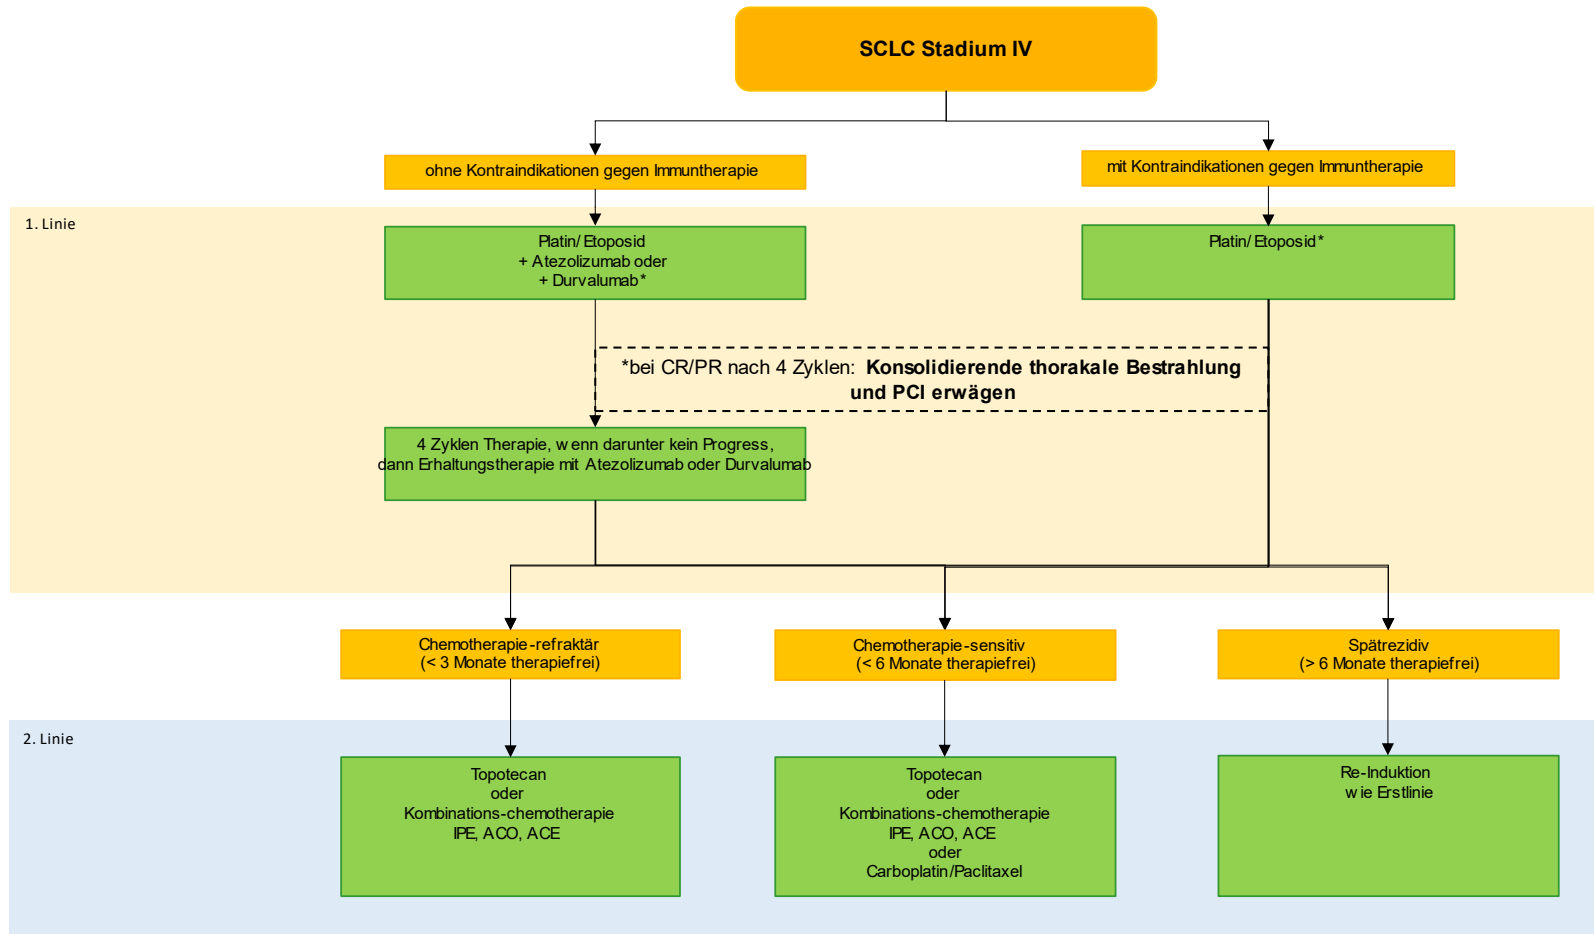 SCLC Stadium IV
ohne Kontraindikationen gegen Immuntherapie
mit Kontraindikationen gegen Immuntherapie
1. Linie
Platin/Etoposid
+ Atezolizumab oder
+ Durvalumab*
Platin/Etoposid*
*bei CR/PR nach 4 Zyklen: Konsolidierende thorakale Bestrahlung
und PCI erwägen
4 Zyklen Therapie, wenn darunter kein Progress,
dann Erhaltungstherapie mit Atezolizumab oder Durvalumab
Chemotherapie-refraktär
(< 3 Monate therapiefrei)
Chemotherapie-sensitiv
(< 6 Monate therapiefrei)
Spätrezidiv
(> 6 Monate therapiefrei)
2. Linie
Topotecan
oder
Kombinations-chemotherapie
IPE, ACO, ACE
Topotecan
oder
Kombinations-chemotherapie
IPE, ACO, ACE
oder
Carboplatin/Paclitaxel
Re-Induktion
wie Erstlinie